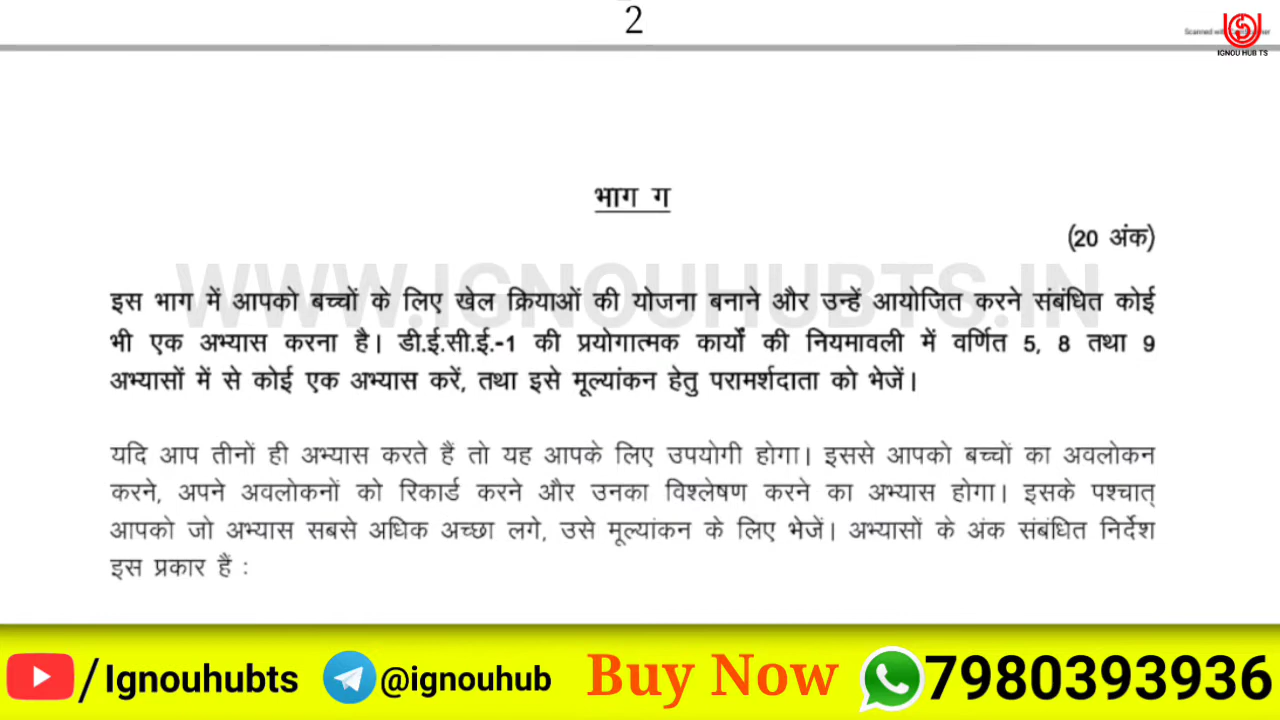 2
Scanned with
IGNOU HUB TS
भाग ग
(20 अंक)
WWW.IGNOUHUBTS.IN
इस भाग में आपको बच्चों के लिए खेल क्रियाओं की योजना बनाने और उन्हें आयोजित करने संबंधित कोई
भी एक अभ्यास करना है। डी.ई.सी.ई.-1 की प्रयोगात्मक कार्यों की नियमावली में वर्णित 5, 8 तथा 9
अभ्यासों में से कोई एक अभ्यास करें, तथा इसे मूल्यांकन हेतु परामर्शदाता को भेजें।
यदि आप तीनों ही अभ्यास करते हैं तो यह आपके लिए उपयोगी होगा। इससे आपको बच्चों का अवलोकन
करने, अपने अवलोकनों को रिकार्ड करने और उनका विश्लेषण करने का अभ्यास होगा। इसके पश्चात्
आपको जो अभ्यास सबसे अधिक अच्छा लगे, उसे मूल्यांकन के लिए भेजें। अभ्यासों के अंक संबंधित निर्देश
इस प्रकार हैं :
/Ignouhubts @ignouhub Buy Now 7980393936